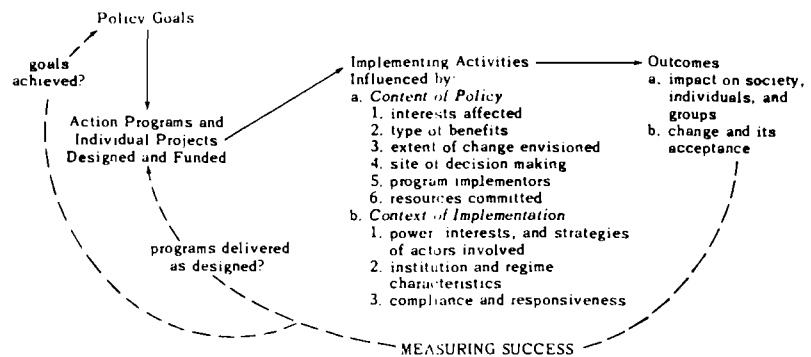 Policy Goals
goals
achieved?
Action Programs and
Individual Projects
Designed and Funded
programs delivered
as designed?
Implementing Activities
Influenced by:
a. Content of Policy
1. interests affected
2. type of benefits
3. extent of change envisioned
4. site of decision making
5. program implementors
6. resources committed
b. Context of Implementation
1. power interests, and strategies
of actors involved
2. institution and regime
characteristics
3. compliance and responsiveness
Outcomes
a. impact on society,
individuals, and
groups
b. change and its
acceptance
MEASURING SUCCESS